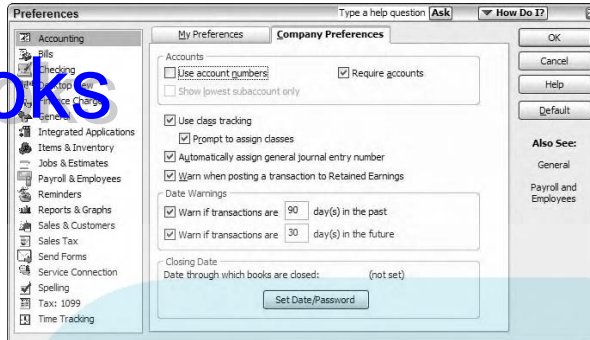 Preferences
Type a help question Ask
How Do I?
Accounting
Bills
Checking
Desktop View
Finance Charge
General
Integrated Applications
Items & Inventory
Jobs & Estimates
Payroll & Employees
Reminders
Reports & Graphs
Sales & Customers
Sales Tax
Send Forms
Service Connection
Spelling
Tax: 1099
Time Tracking
oks
My Preferences
Company Preferences
Accounts
Use account numbers
Require accounts
Show lowest subaccount only
Use class tracking
Prompt to assign classes
Automatically assign general journal entry number
Warn when posting a transaction to Retained Earnings
Date Warnings
Warn if transactions are 90 day(s) in the past
Warn if transactions are 30 day(s) in the future
Closing Date
Date through which books are closed: (not set)
Set Date/Password
OK
Cancel
Help
Default
Also See:
General
Payroll and
Employees